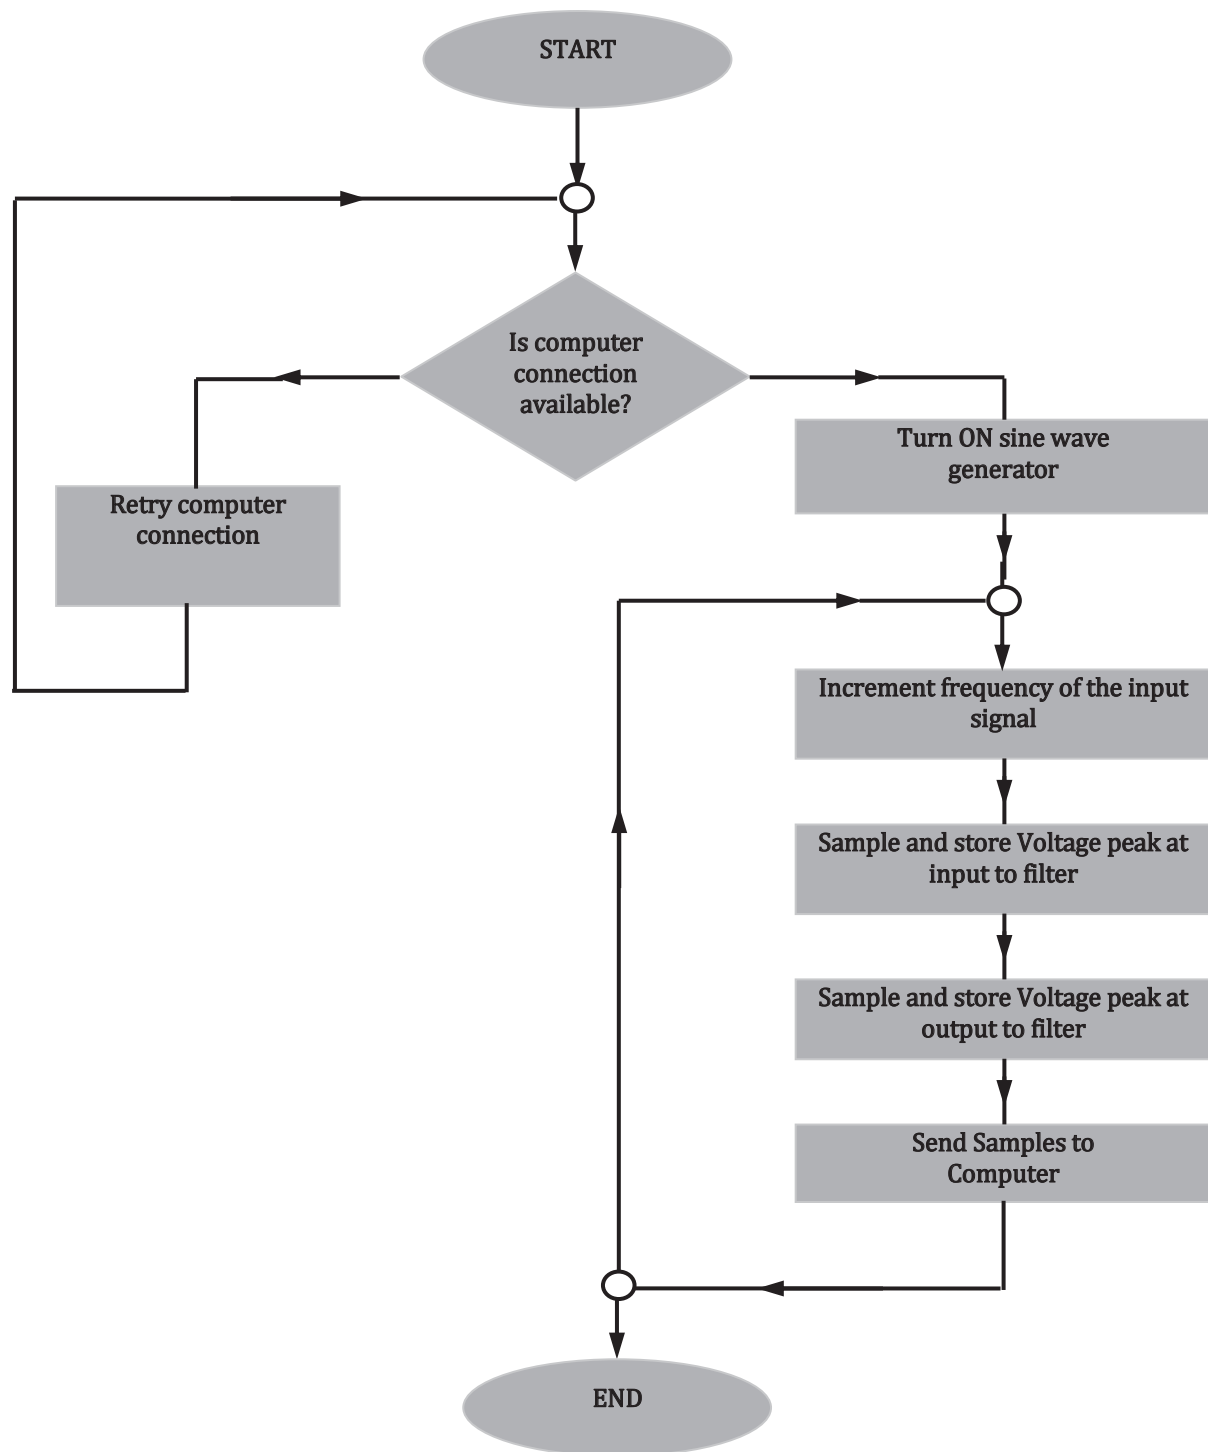 START
Is computer
connection
available?
Turn ON sine wave
generator
Retry computer
connection
Increment frequency of the input
signal
Sample and store Voltage peak at
input to filter
Sample and store Voltage peak at
output to filter
Send Samples to
Computer
END